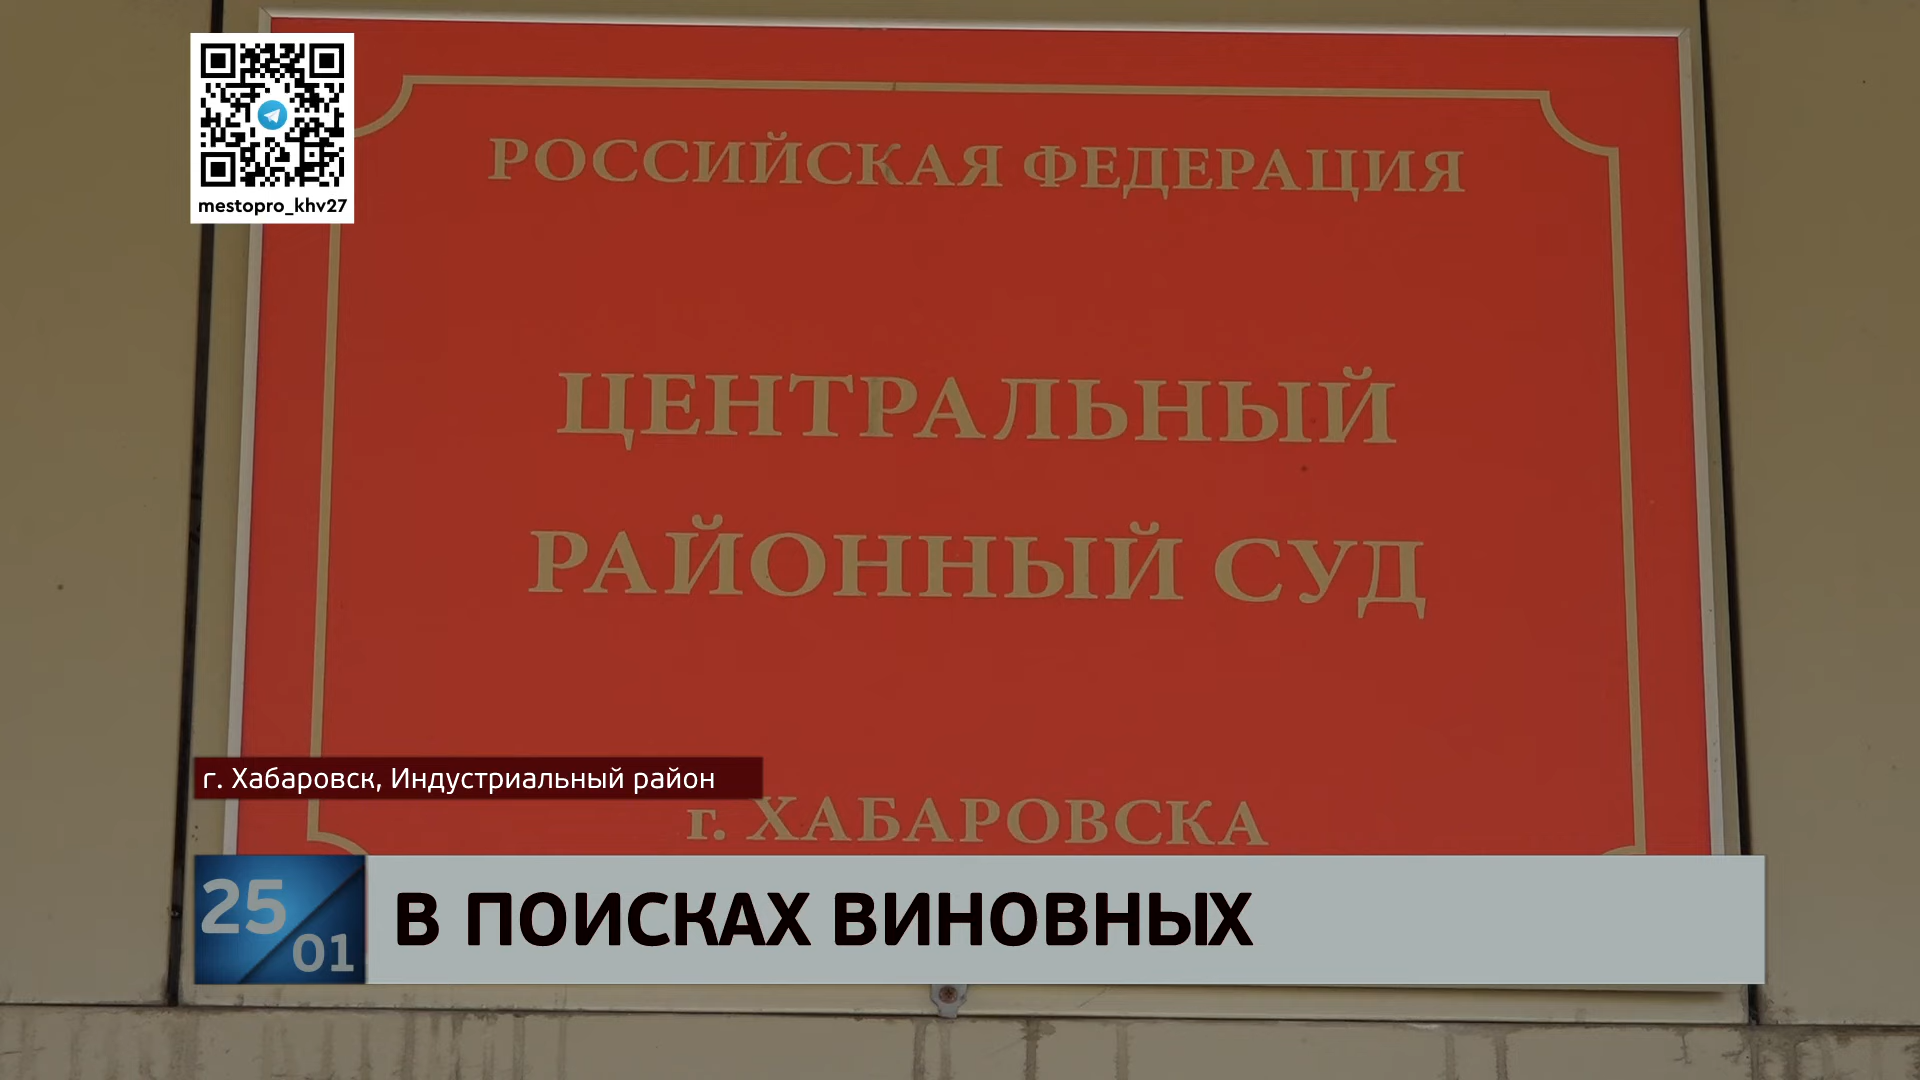 mestopro_khv27
РОССИЙСКАЯ ФЕДЕРАЦИЯ
ЦЕНТРАЛЬНЫЙ
РАЙОННЫЙ СУД
г. Хабаровск, Индустриальный район
г. ХАБАРОВСКА
25
01
В ПОИСКАХ ВИНОВНЫХ